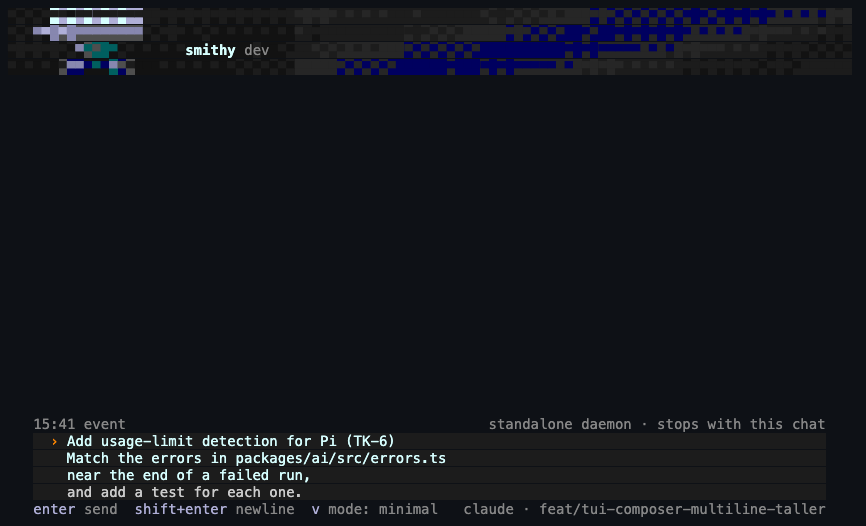 smithy dev
15:41 event standalone daemon · stops with this chat
› Add usage-limit detection for Pi (TK-6)
Match the errors in packages/ai/src/errors.ts
near the end of a failed run,
and add a test for each one.
enter send shift+enter newline v mode: minimal claude · feat/tui-composer-multiline-taller